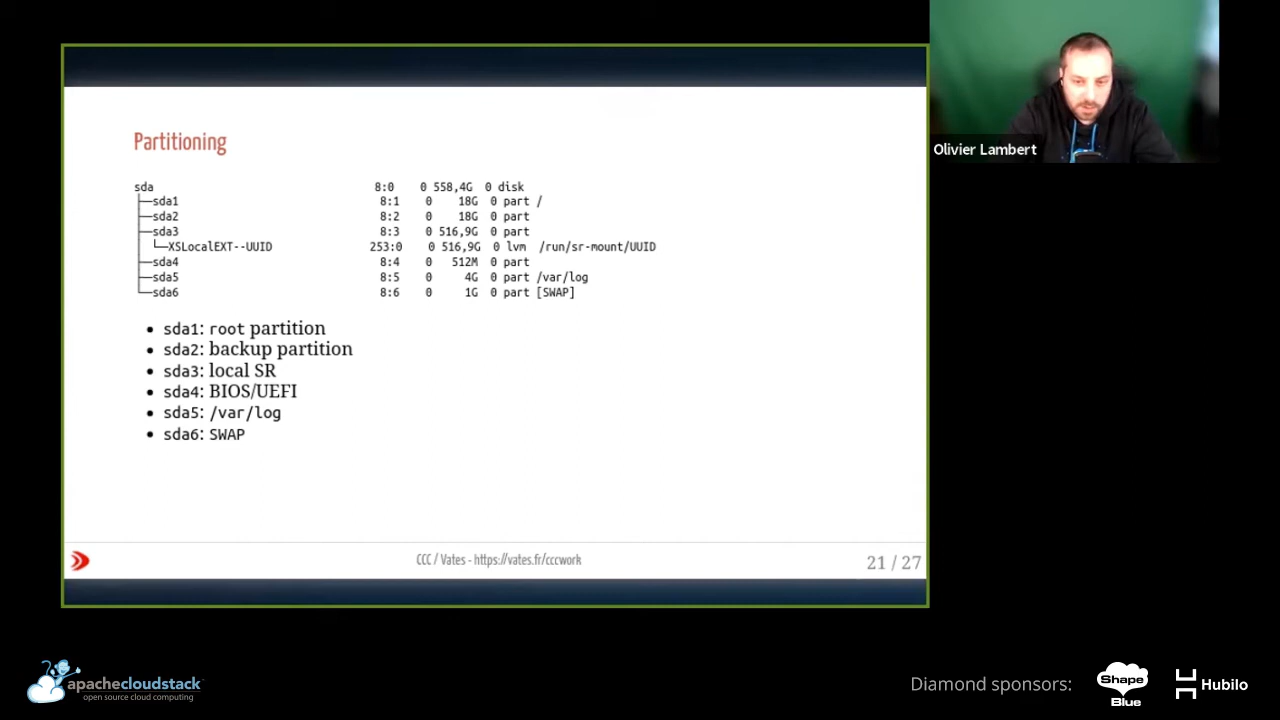 Partitioning
sda 8:0 0 558,4G 0 disk
├─sda1 8:1 0 18G 0 part /
├─sda2 8:2 0 18G 0 part
├─sda3 8:3 0 516,9G 0 part
│ └─XSLocalEXT--UUID 253:0 0 516,9G 0 lvm /run/sr-mount/UUID
├─sda4 8:4 0 512M 0 part
├─sda5 8:5 0 4G 0 part /var/log
└─sda6 8:6 0 1G 0 part [SWAP]
• sda1: root partition
• sda2: backup partition
• sda3: local SR
• sda4: BIOS/UEFI
• sda5: /var/log
• sda6: SWAP
CCC / Vates - https://vates.fr/cccwork
21 / 27
Olivier Lambert
apachecloudstack
open source cloud computing
Diamond sponsors:
Shape
Blue
Hubilo